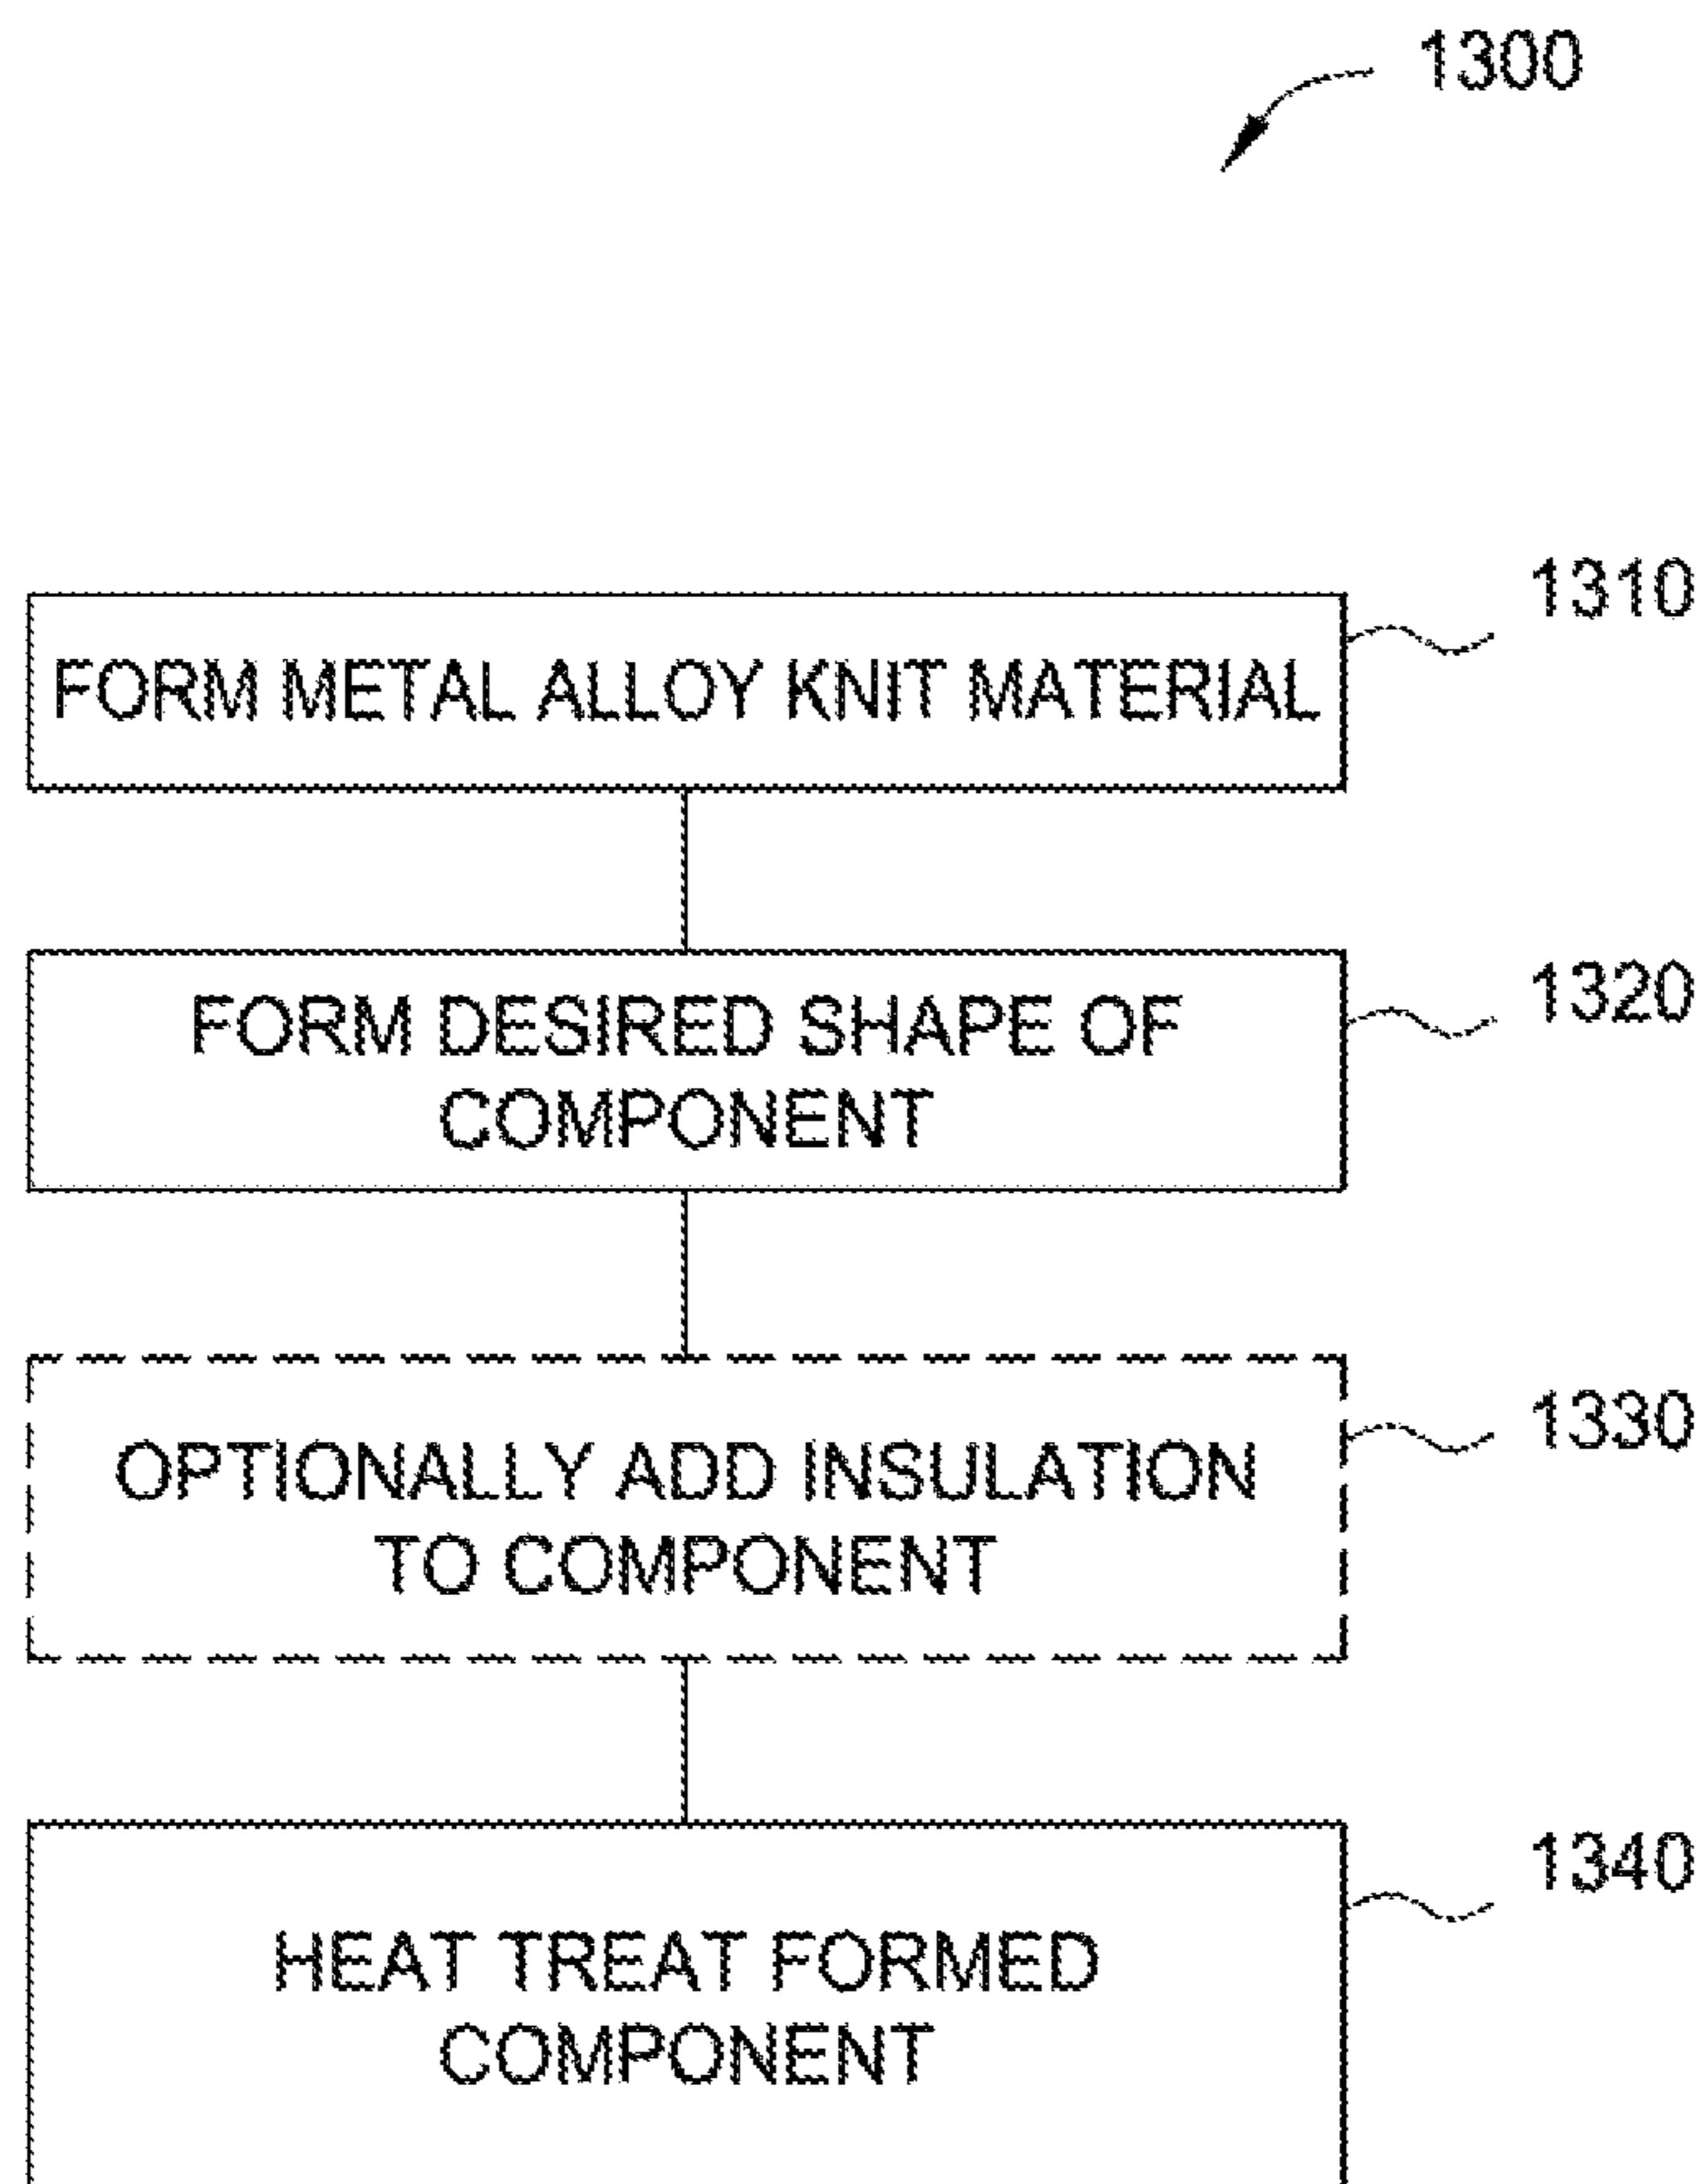 1300
1310
FORM METAL ALLOY KNIT MATERIAL
1320
FORM DESIRED SHAPE OF
COMPONENT
1330
OPTIONALLY ADD INSULATION
TO COMPONENT
1340
HEAT TREAT FORMED
COMPONENT